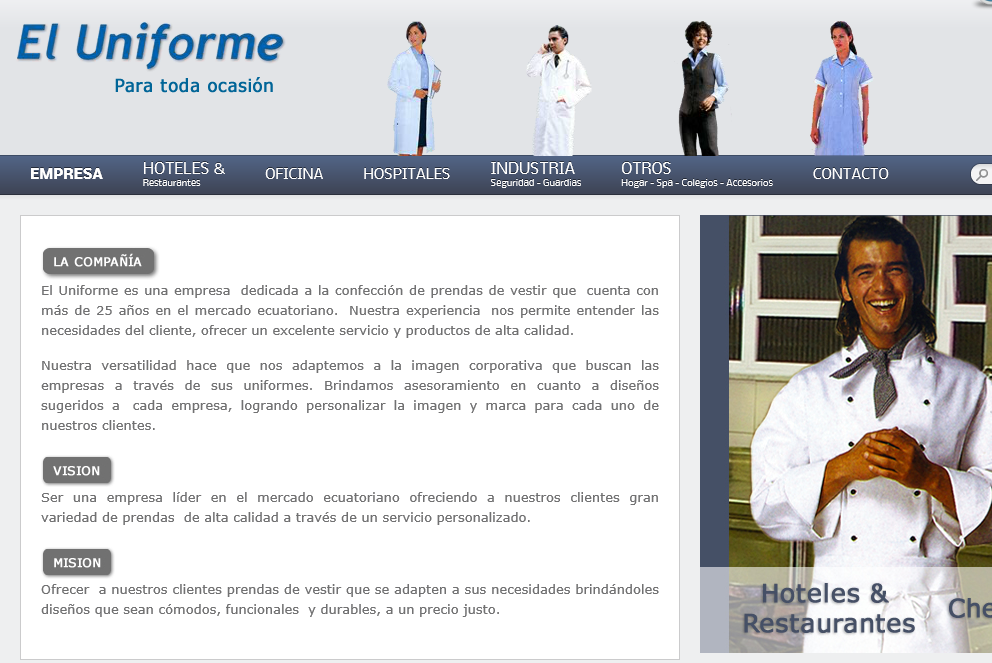 El Uniforme
Para toda ocasión
EMPRESA
HOTELES &
Restaurantes
OFICINA
HOSPITALES
INDUSTRIA
Seguridad - Guardias
OTROS
Hogar - Spa - Colegios - Accesorios
CONTACTO
LA COMPAÑÍA
El Uniforme es una empresa dedicada a la confección de prendas de vestir que cuenta con
más de 25 años en el mercado ecuatoriano. Nuestra experiencia nos permite entender las
necesidades del cliente, ofrecer un excelente servicio y productos de alta calidad.
Nuestra versatilidad hace que nos adaptemos a la imagen corporativa que buscan las
empresas a través de sus uniformes. Brindamos asesoramiento en cuanto a diseños
sugeridos a cada empresa, logrando personalizar la imagen y marca para cada uno de
nuestros clientes.
VISION
Ser una empresa líder en el mercado ecuatoriano ofreciendo a nuestros clientes gran
variedad de prendas de alta calidad a través de un servicio personalizado.
MISION
Ofrecer a nuestros clientes prendas de vestir que se adapten a sus necesidades brindándoles
diseños que sean cómodos, funcionales y durables, a un precio justo.
Hoteles &
Restaurantes
Che